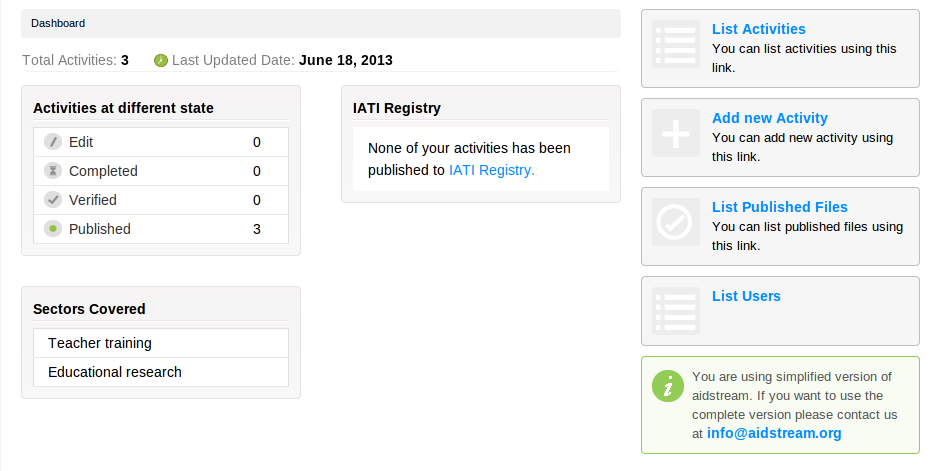 Dashboard
Total Activities: 3 Last Updated Date: June 18, 2013
Activities at different state
Edit 0
Completed 0
Verified 0
Published 3
IATI Registry
None of your activities has been
published to IATI Registry.
Sectors Covered
Teacher training
Educational research
List Activities
You can list activities using this
link.
Add new Activity
You can add new activity using
this link.
List Published Files
You can list published files using
this link.
List Users
You are using simplified version of
aidstream. If you want to use the
complete version please contact us
at info@aidstream.org